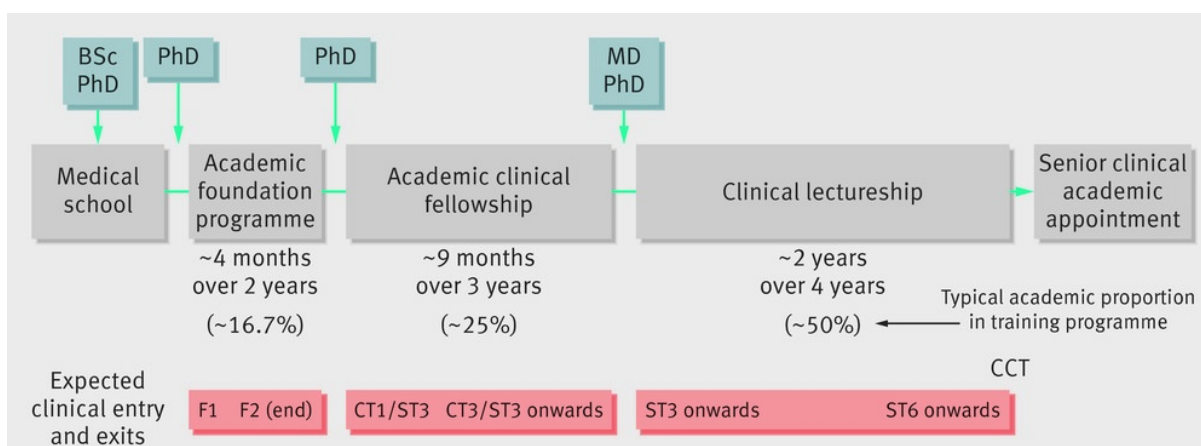 BSc
PhD
PhD
PhD
MD
PhD
Medical
school
Academic
foundation
programme
Academic clinical
fellowship
Clinical lectureship
Senior clinical
academic
appointment
~4 months
over 2 years
(~16.7%)
~9 months
over 3 years
(~25%)
~2 years
over 4 years
(~50%)
Typical academic proportion
in training programme
CCT
Expected
clinical entry
and exits
F1 F2 (end)
CT1/ST3 CT3/ST3 onwards
ST3 onwards ST6 onwards